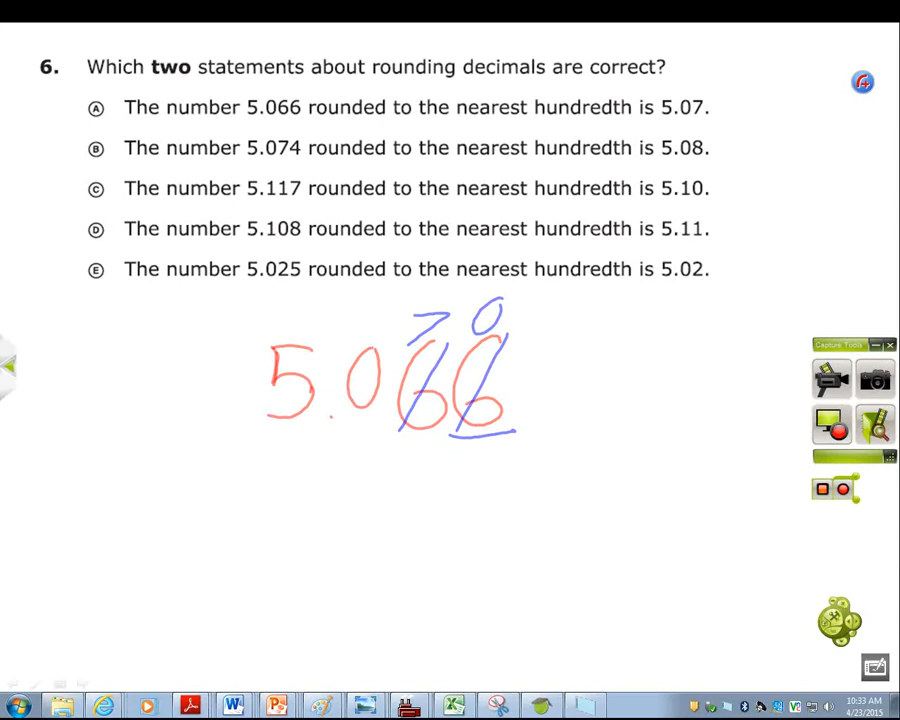 6. Which two statements about rounding decimals are correct?
A The number 5.066 rounded to the nearest hundredth is 5.07.
B The number 5.074 rounded to the nearest hundredth is 5.08.
C The number 5.117 rounded to the nearest hundredth is 5.10.
D The number 5.108 rounded to the nearest hundredth is 5.11.
E The number 5.025 rounded to the nearest hundredth is 5.02.
7 0
5.066
Capture Tools
10:33 AM
4/23/2015